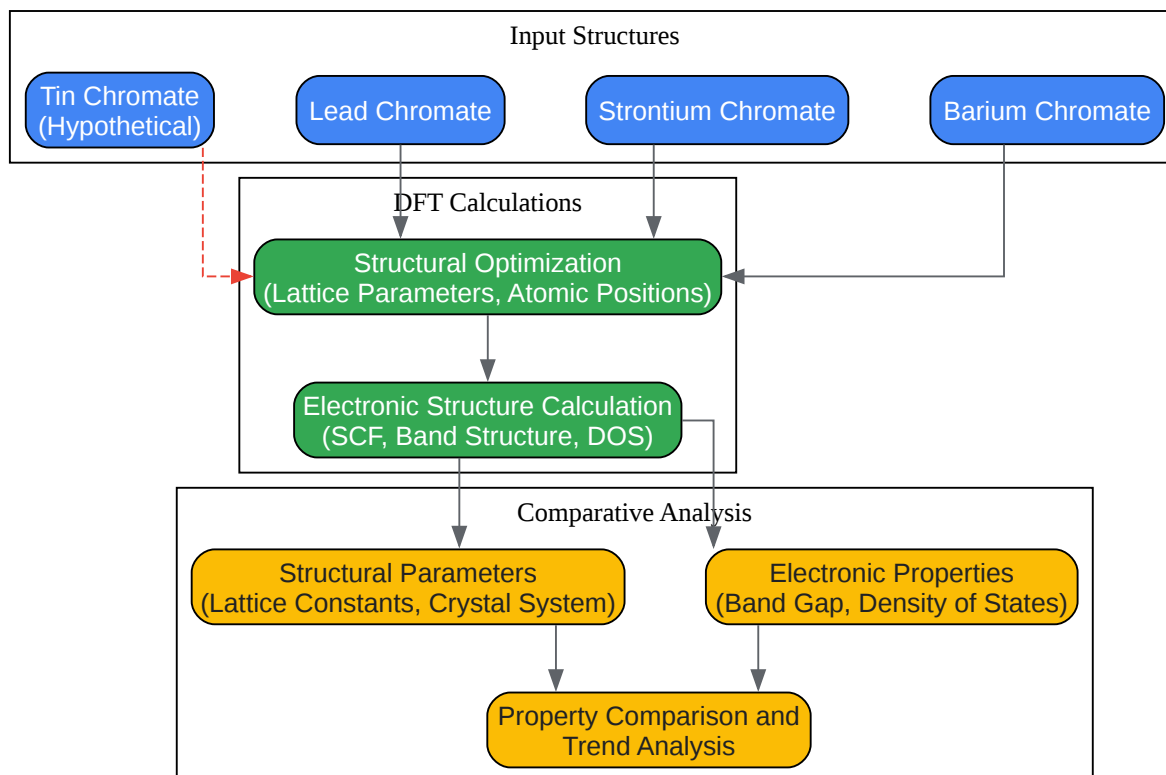 Input Structures
Tin Chromate
(Hypothetical)
Lead Chromate
Strontium Chromate
Barium Chromate
DFT Calculations
Structural Optimization
(Lattice Parameters, Atomic Positions)
Electronic Structure Calculation
(SCF, Band Structure, DOS)
Comparative Analysis
Structural Parameters
(Lattice Constants, Crystal System)
Electronic Properties
(Band Gap, Density of States)
Property Comparison and
Trend Analysis